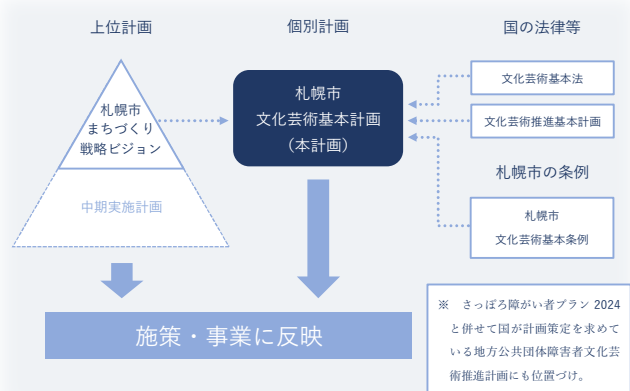 上位計画
個別計画
国の法律等
札幌市
まちづくり
戦略ビジョン
中期実施計画
札幌市
文化芸術基本計画
（本計画）
文化芸術基本法
文化芸術推進基本計画
札幌市の条例
札幌市
文化芸術基本条例
施策・事業に反映
※　さっぽろ障がい者プラン 2024
と併せて国が計画策定を求めて
いる地方公共団体障害者文化芸
術推進計画にも位置づけ。